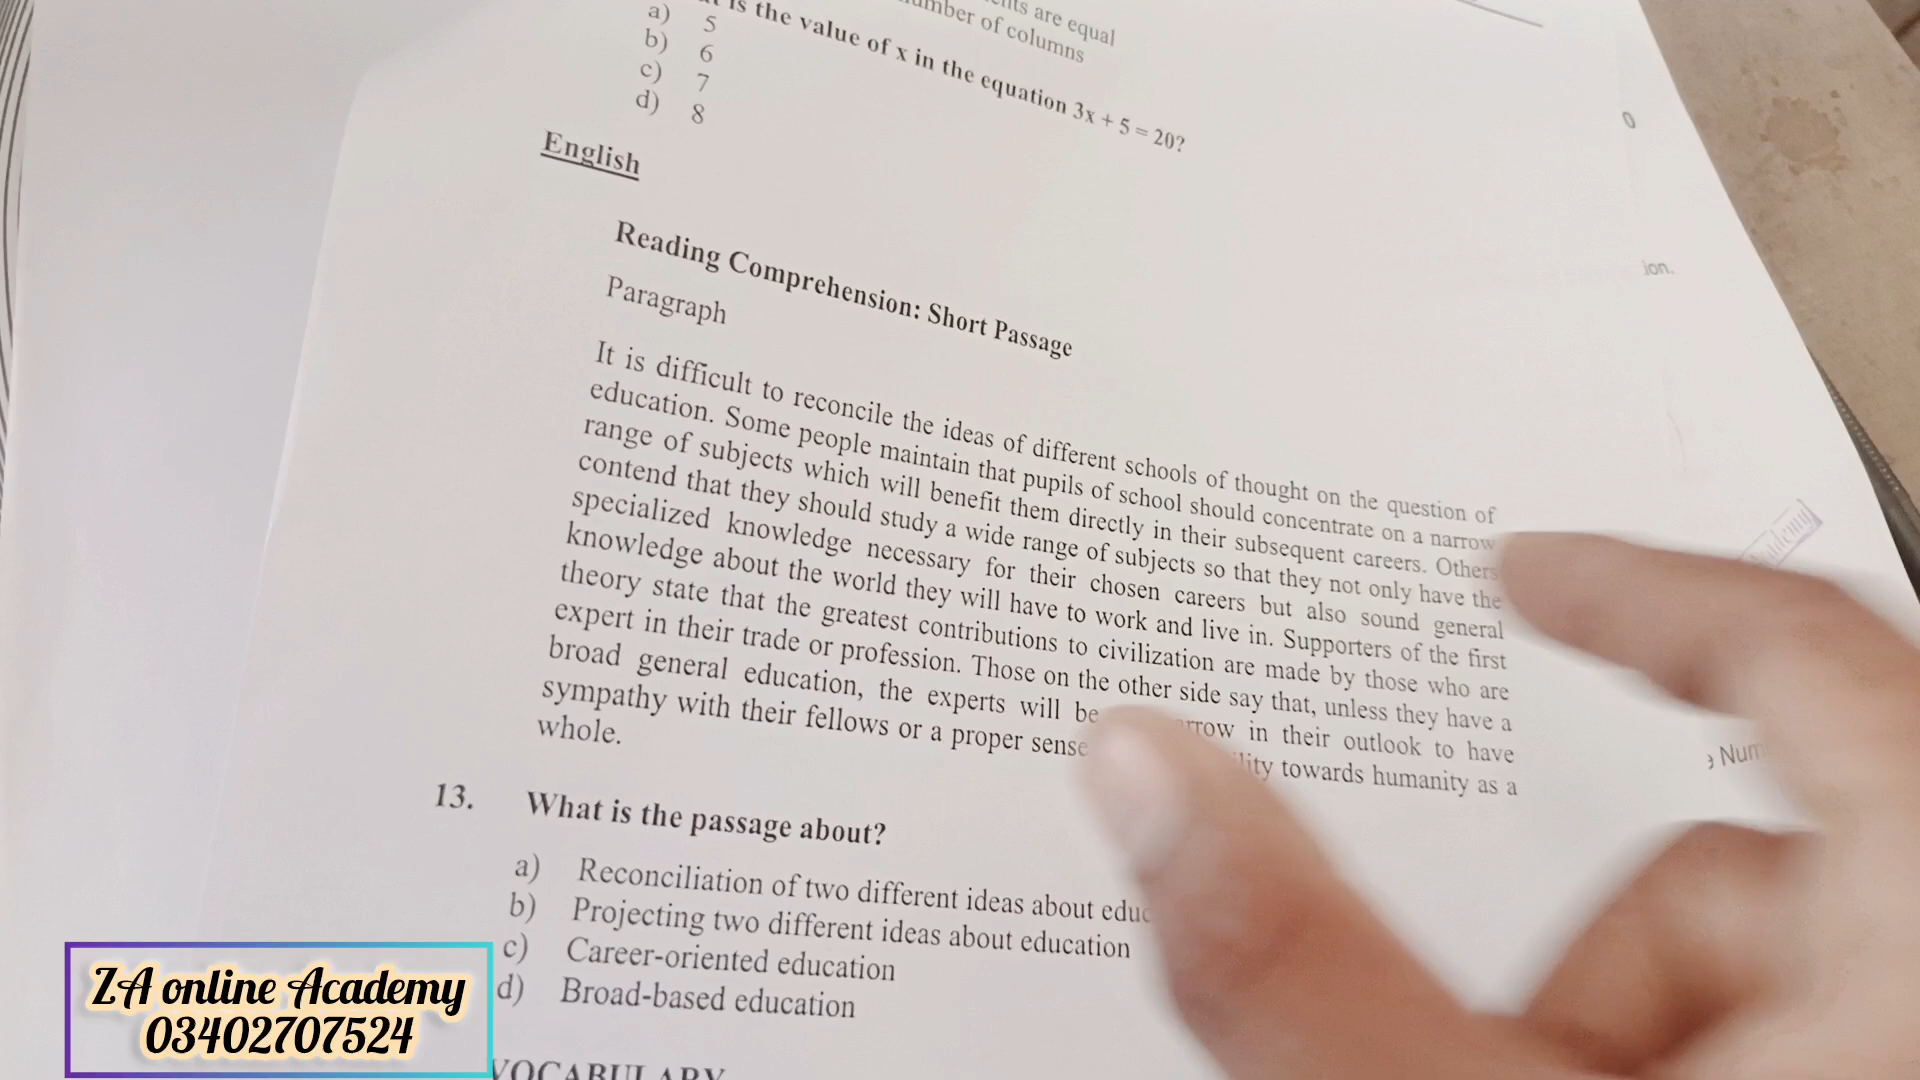 nts are equal
umber of columns
is the value of x in the equation 3x + 5 = 20?
a) 5
b) 6
c) 7
d) 8
English
Reading Comprehension: Short Passage
Paragraph
It is difficult to reconcile the ideas of different schools of thought on the question of
education. Some people maintain that pupils of school should concentrate on a narrow
range of subjects which will benefit them directly in their subsequent careers. Others
contend that they should study a wide range of subjects so that they not only have the
specialized knowledge necessary for their chosen careers but also sound general
knowledge about the world they will have to work and live in. Supporters of the first
theory state that the greatest contributions to civilization are made by those who are
expert in their trade or profession. Those on the other side say that, unless they have a
broad general education, the experts will be rrow in their outlook to have
sympathy with their fellows or a proper sense lity towards humanity as a
whole.
13. What is the passage about?
a) Reconciliation of two different ideas about educ
b) Projecting two different ideas about education
c) Career-oriented education
d) Broad-based education
VOCABULARY
0
ion.
ademy
e Num
ZA online Academy
03402707524